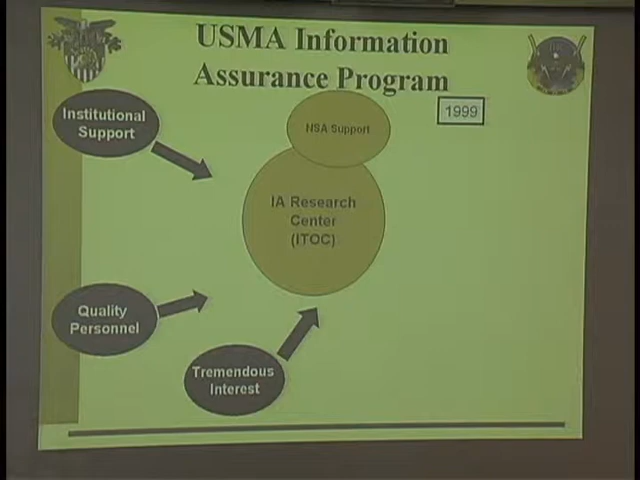 USMA Information
Assurance Program
1999
Institutional
Support
NSA Support
IA Research
Center
(ITOC)
Quality
Personnel
Tremendous
Interest